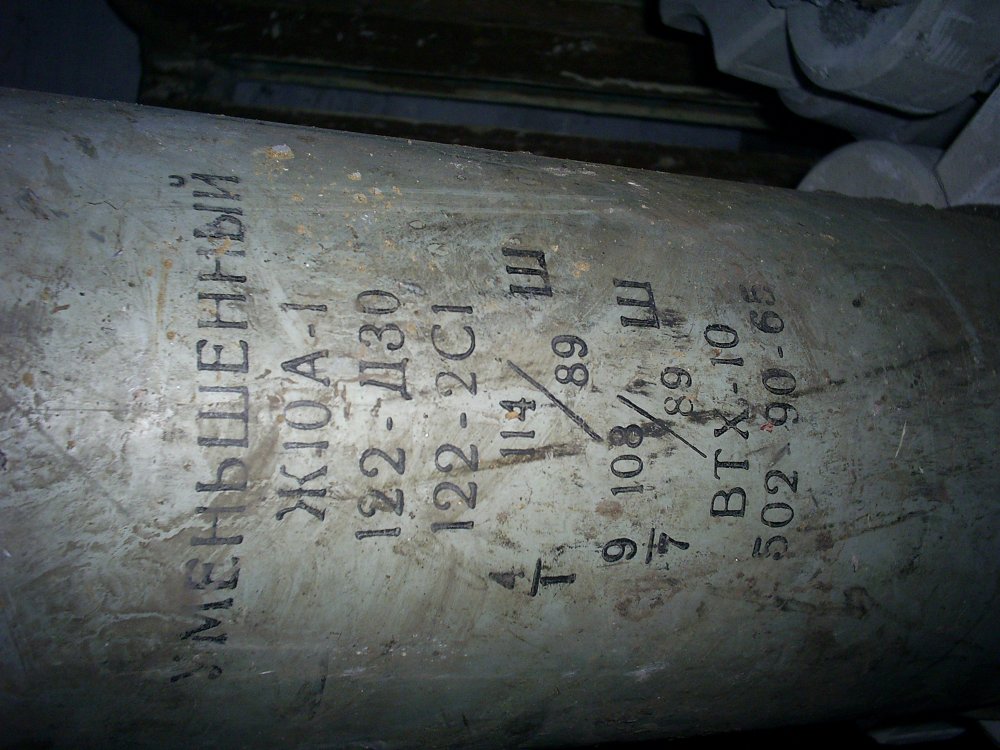 УМЕНЬШЕННЫЙ
Ж10А-1
122-Д30
122-2С1
4/1 114/89 Ш
9/7 108/89 Ш
ВТХ-10
502-90-65